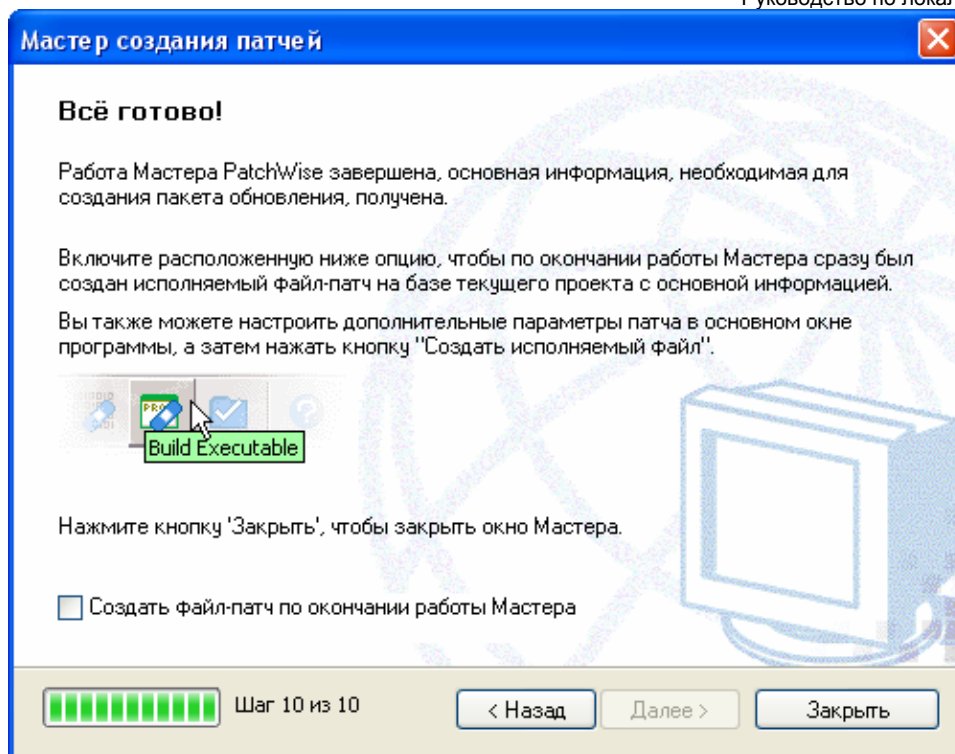 Руководство по локал
Мастер создания патчей
Всё готово!
Работа Мастера PatchWise завершена, основная информация, необходимая для
создания пакета обновления, получена.
Включите расположенную ниже опцию, чтобы по окончании работы Мастера сразу был
создан исполняемый файл-патч на базе текущего проекта с основной информацией.
Вы также можете настроить дополнительные параметры патча в основном окне
программы, а затем нажать кнопку "Создать исполняемый файл".
Build Executable
Нажмите кнопку 'Закрыть', чтобы закрыть окно Мастера.
Создать файл-патч по окончании работы Мастера
Шаг 10 из 10
< Назад
Далее >
Закрыть